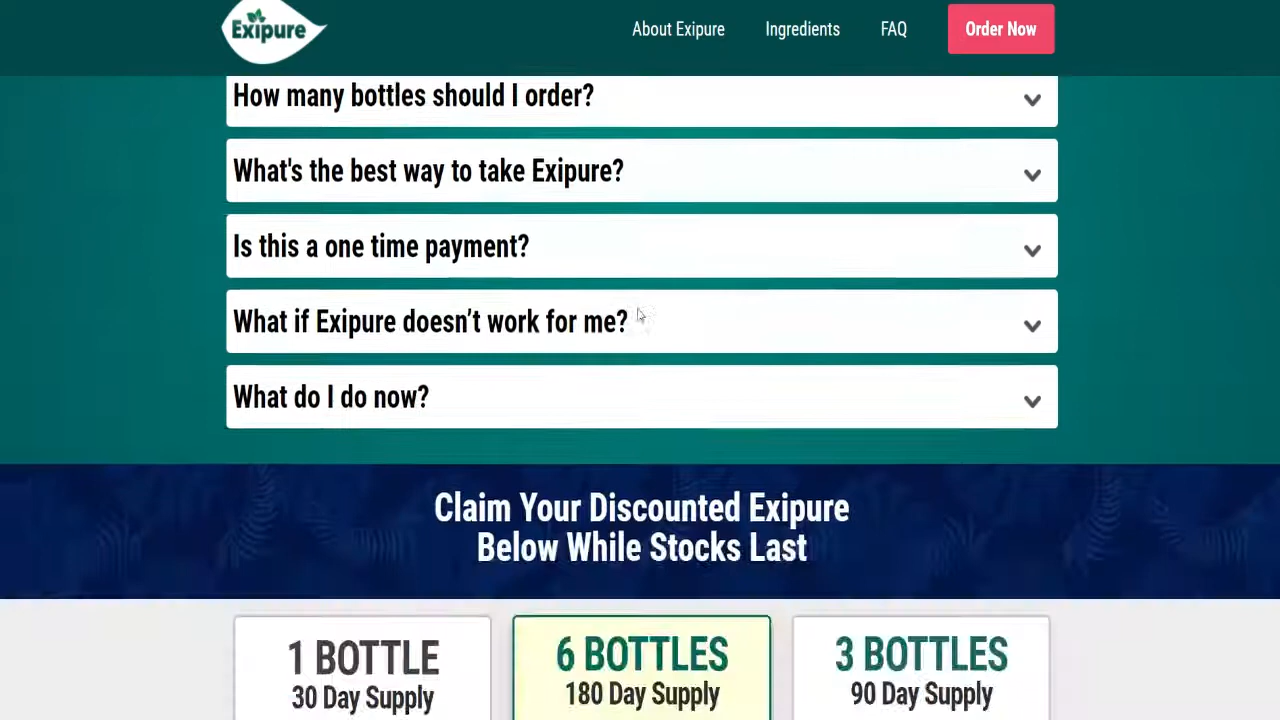 Exipure
About Exipure
Ingredients
FAQ
Order Now
How many bottles should I order?
What's the best way to take Exipure?
Is this a one time payment?
What if Exipure doesn’t work for me?
What do I do now?
Claim Your Discounted Exipure
Below While Stocks Last
1 BOTTLE
30 Day Supply
6 BOTTLES
180 Day Supply
3 BOTTLES
90 Day Supply